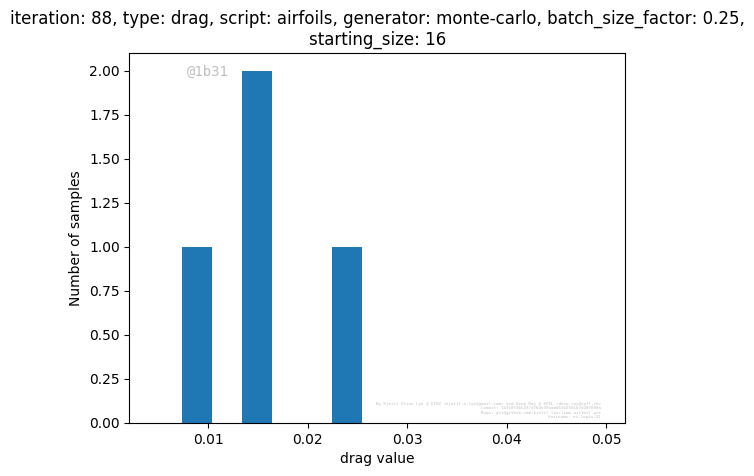 iteration: 88, type: drag, script: airfoils, generator: monte-carlo, batch_size_factor: 0.25,
starting_size: 16
@1b31
2.00
1.75
1.50
1.25
1.00
0.75
0.50
0.25
0.00
Number of samples
0.01
0.02
0.03
0.04
0.05
drag value